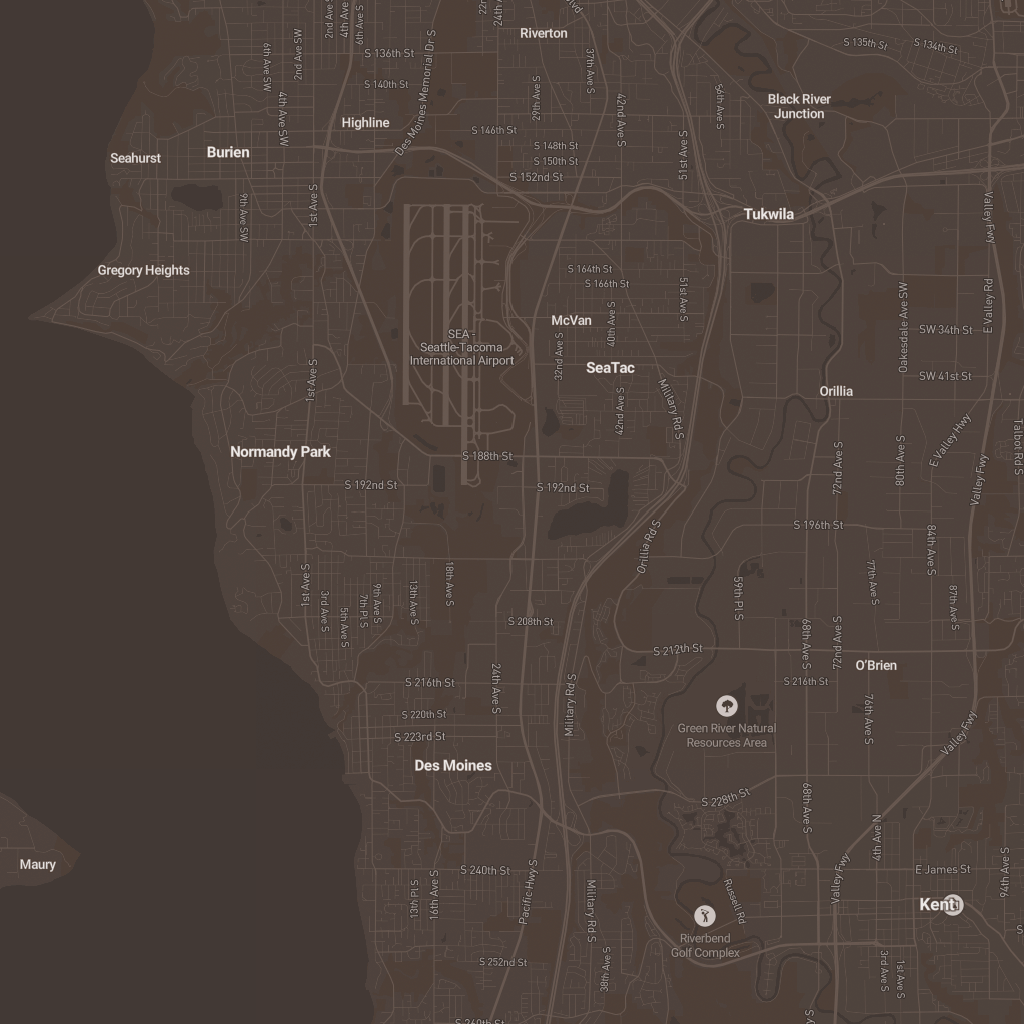 22n
24th A
Blvd
2nd Ave S
4th Ave S
6th Ave S
Riverton
S 135th St
S 134th St
6th Ave SW
2nd Ave SW
S 136th St
Des Moines Memorial Dr S
37th Ave S
S 140th St
29th Ave S
54th Ave S
Black River
Junction
4th Ave SW
Highline
42nd Ave S
S 146th St
S 148th St
Seahurst
Burien
S 150th St
51st Ave S
S 152nd St
9th Ave SW
1st Ave S
Tukwila
Valley Fwy
Gregory Heights
S 164th St
S 166th St
51st Ave S
E Valley Rd
McVan
40th Ave S
Oakesdale Ave SW
SW 34th St
SEA -
Seattle-Tacoma
International Airport
32nd Ave S
SeaTac
SW 41st St
1st Ave S
42nd Ave S
Military Rd S
Orillia
E Valley Hwy
Talbot Rd S
Normandy Park
S 188th St
72nd Ave S
80th Ave S
Valley Fwy
S 192nd St
S 192nd St
S 196th St
Orillia Rd S
84th Ave S
1st Ave S
3rd Ave S
5th Ave S
7th Pl S
9th Ave S
13th Ave S
18th Ave S
59th Pl S
77th Ave S
87th Ave S
S 208th St
68th Ave S
72nd Ave S
S 212th St
O'Brien
S 216th St
24th Ave S
S 216th St
Military Rd S
S 220th St
76th Ave S
Green River Natural
Resources Area
S 223rd St
Valley Fwy
Des Moines
S 228th St
68th Ave S
4th Ave N
Maury
S 240th St
E James St
Valley Fwy
94th Ave S
13th Pl S
16th Ave S
Pacific Hwy S
Military Rd S
Russell Rd
Kent
Riverbend
Golf Complex
S 252nd St
38th Ave S
3rd Ave S
1st Ave S
S
S 260th St
y S